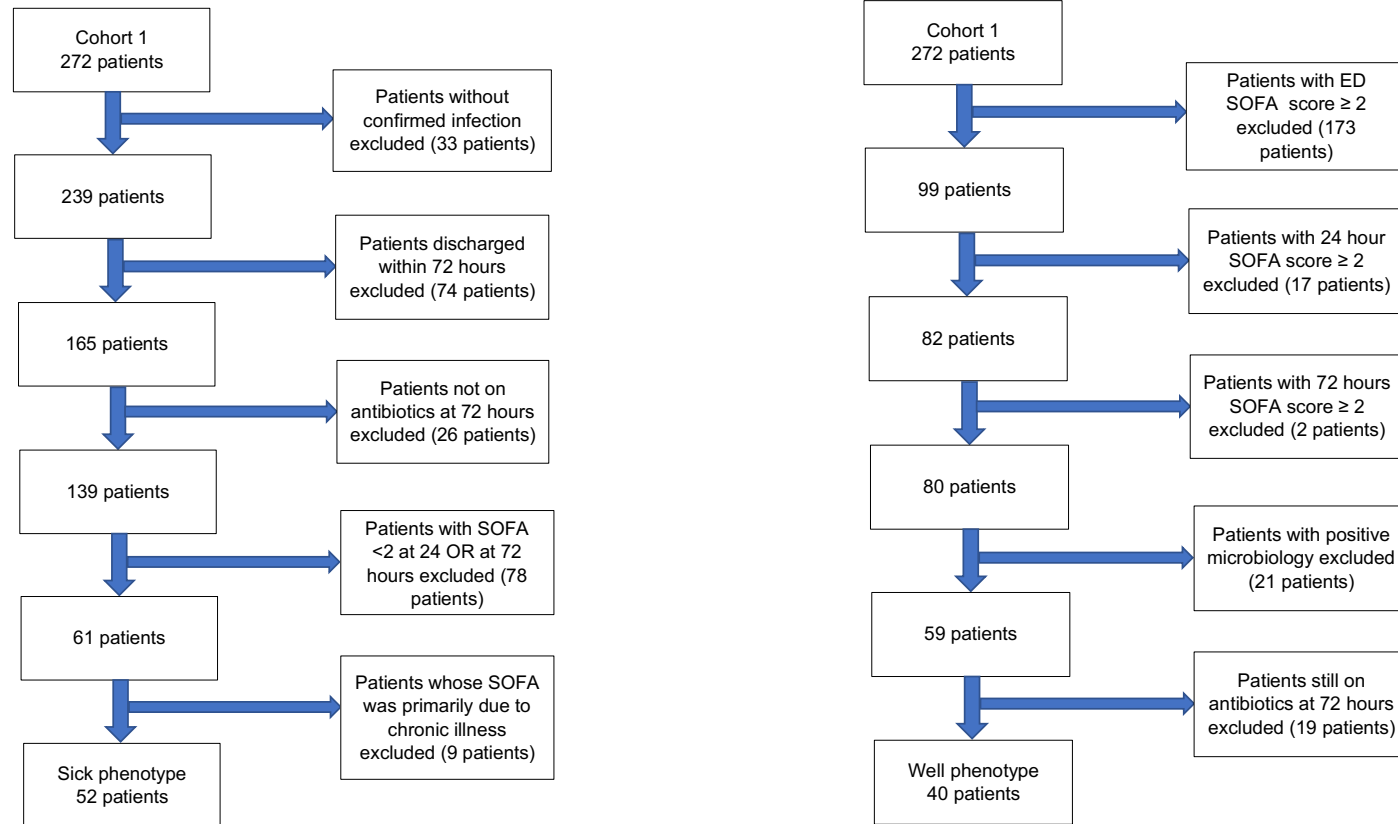 Cohort 1
272 patients
Patients without
confirmed infection
excluded (33 patients)
239 patients
Patients discharged
within 72 hours
excluded (74 patients)
165 patients
Patients not on
antibiotics at 72 hours
excluded (26 patients)
139 patients
Patients with SOFA
<2 at 24 OR at 72
hours excluded (78
patients)
61 patients
Patients whose SOFA
was primarily due to
chronic illness
excluded (9 patients)
Sick phenotype
52 patients
Cohort 1
272 patients
Patients with ED
SOFA score ≥ 2
excluded (173
patients)
99 patients
Patients with 24 hour
SOFA score ≥ 2
excluded (17 patients)
82 patients
Patients with 72 hours
SOFA score ≥ 2
excluded (2 patients)
80 patients
Patients with positive
microbiology excluded
(21 patients)
59 patients
Patients still on
antibiotics at 72 hours
excluded (19 patients)
Well phenotype
40 patients